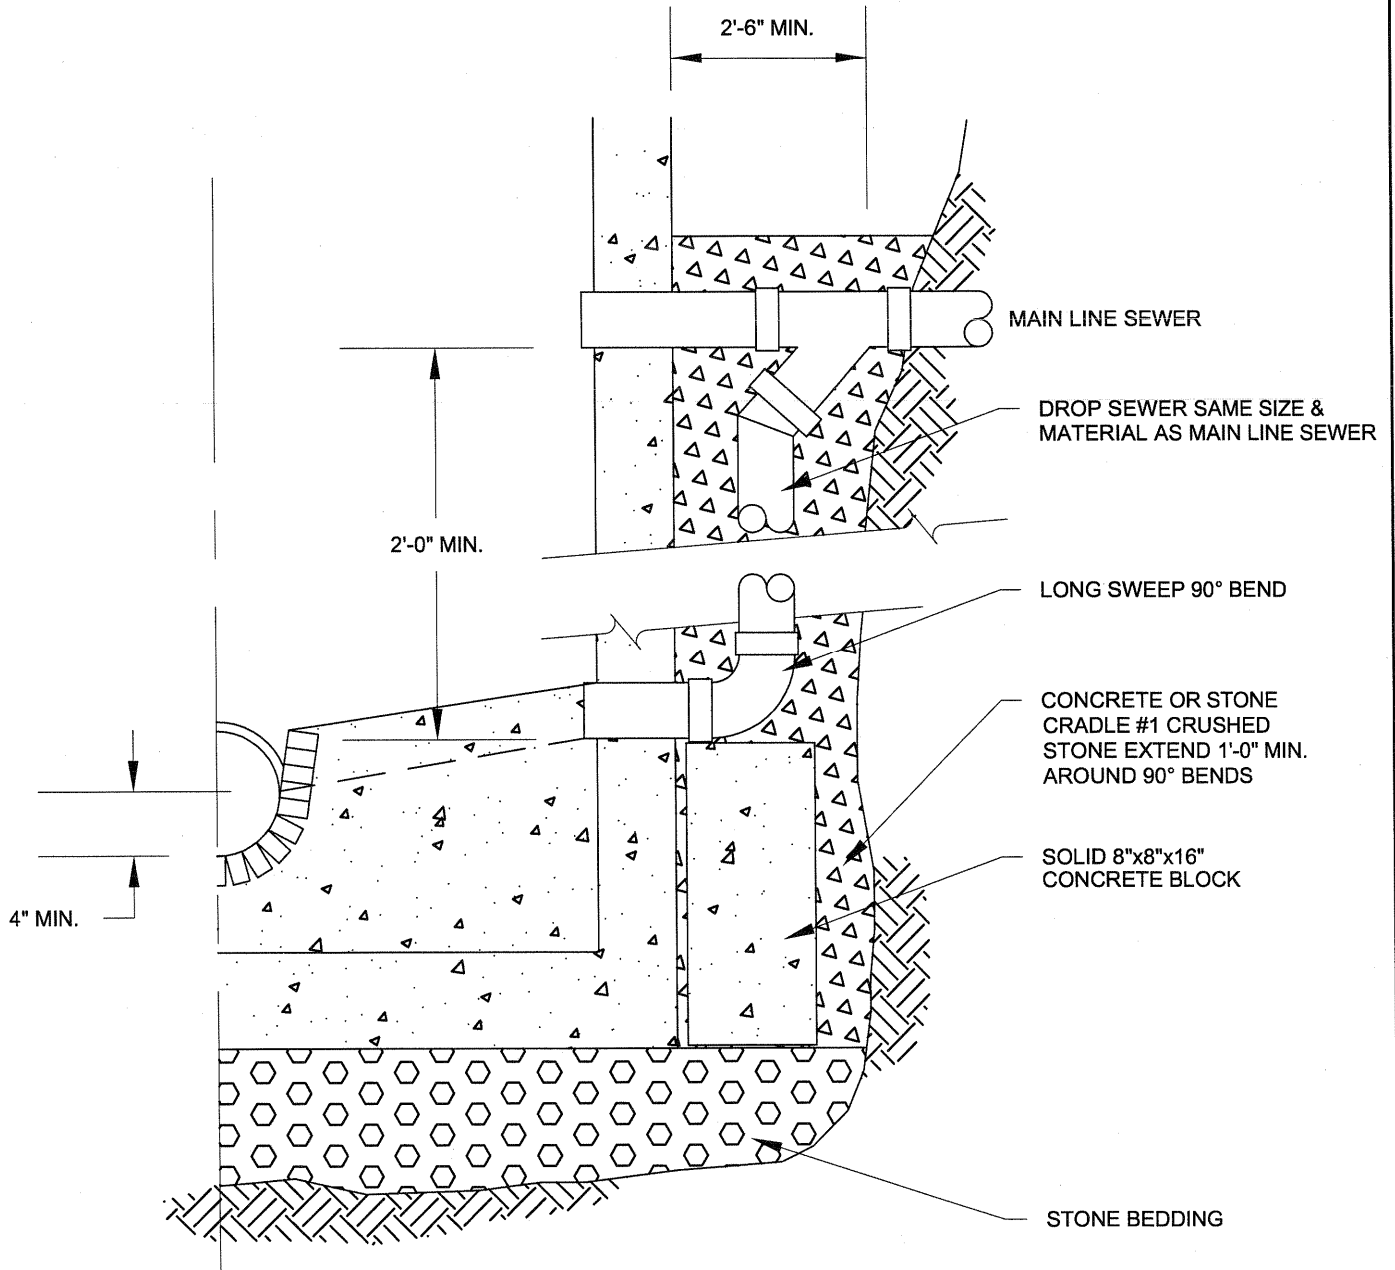 2'-6" MIN.
MAIN LINE SEWER
DROP SEWER SAME SIZE &
MATERIAL AS MAIN LINE SEWER
2'-0" MIN.
LONG SWEEP 90° BEND
CONCRETE OR STONE
CRADLE #1 CRUSHED
STONE EXTEND 1'-0" MIN.
AROUND 90° BENDS
SOLID 8"x8"x16"
CONCRETE BLOCK
4" MIN.
STONE BEDDING